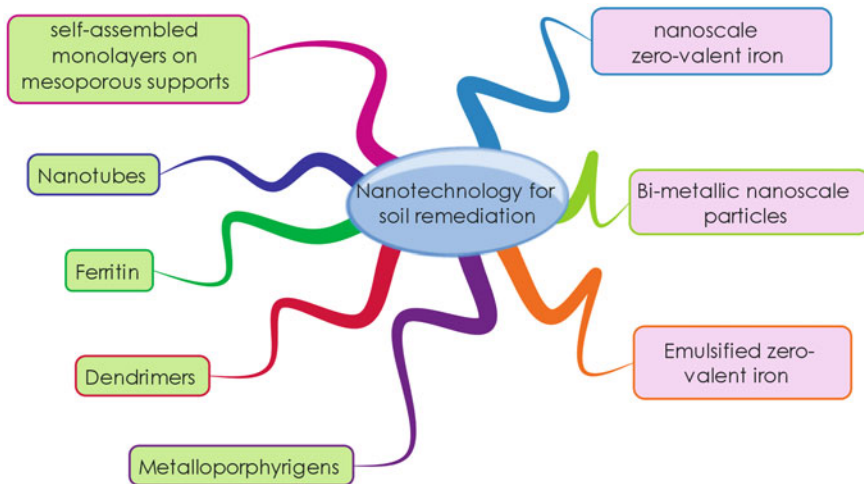 self-assembled
monolayers on
mesoporous supports
nanoscale
zero-valent iron
Nanotubes
Nanotechnology for
soil remediation
Bi-metallic nanoscale
particles
Ferritin
Dendrimers
Emulsified zero-
valent iron
Metalloporphyrigens